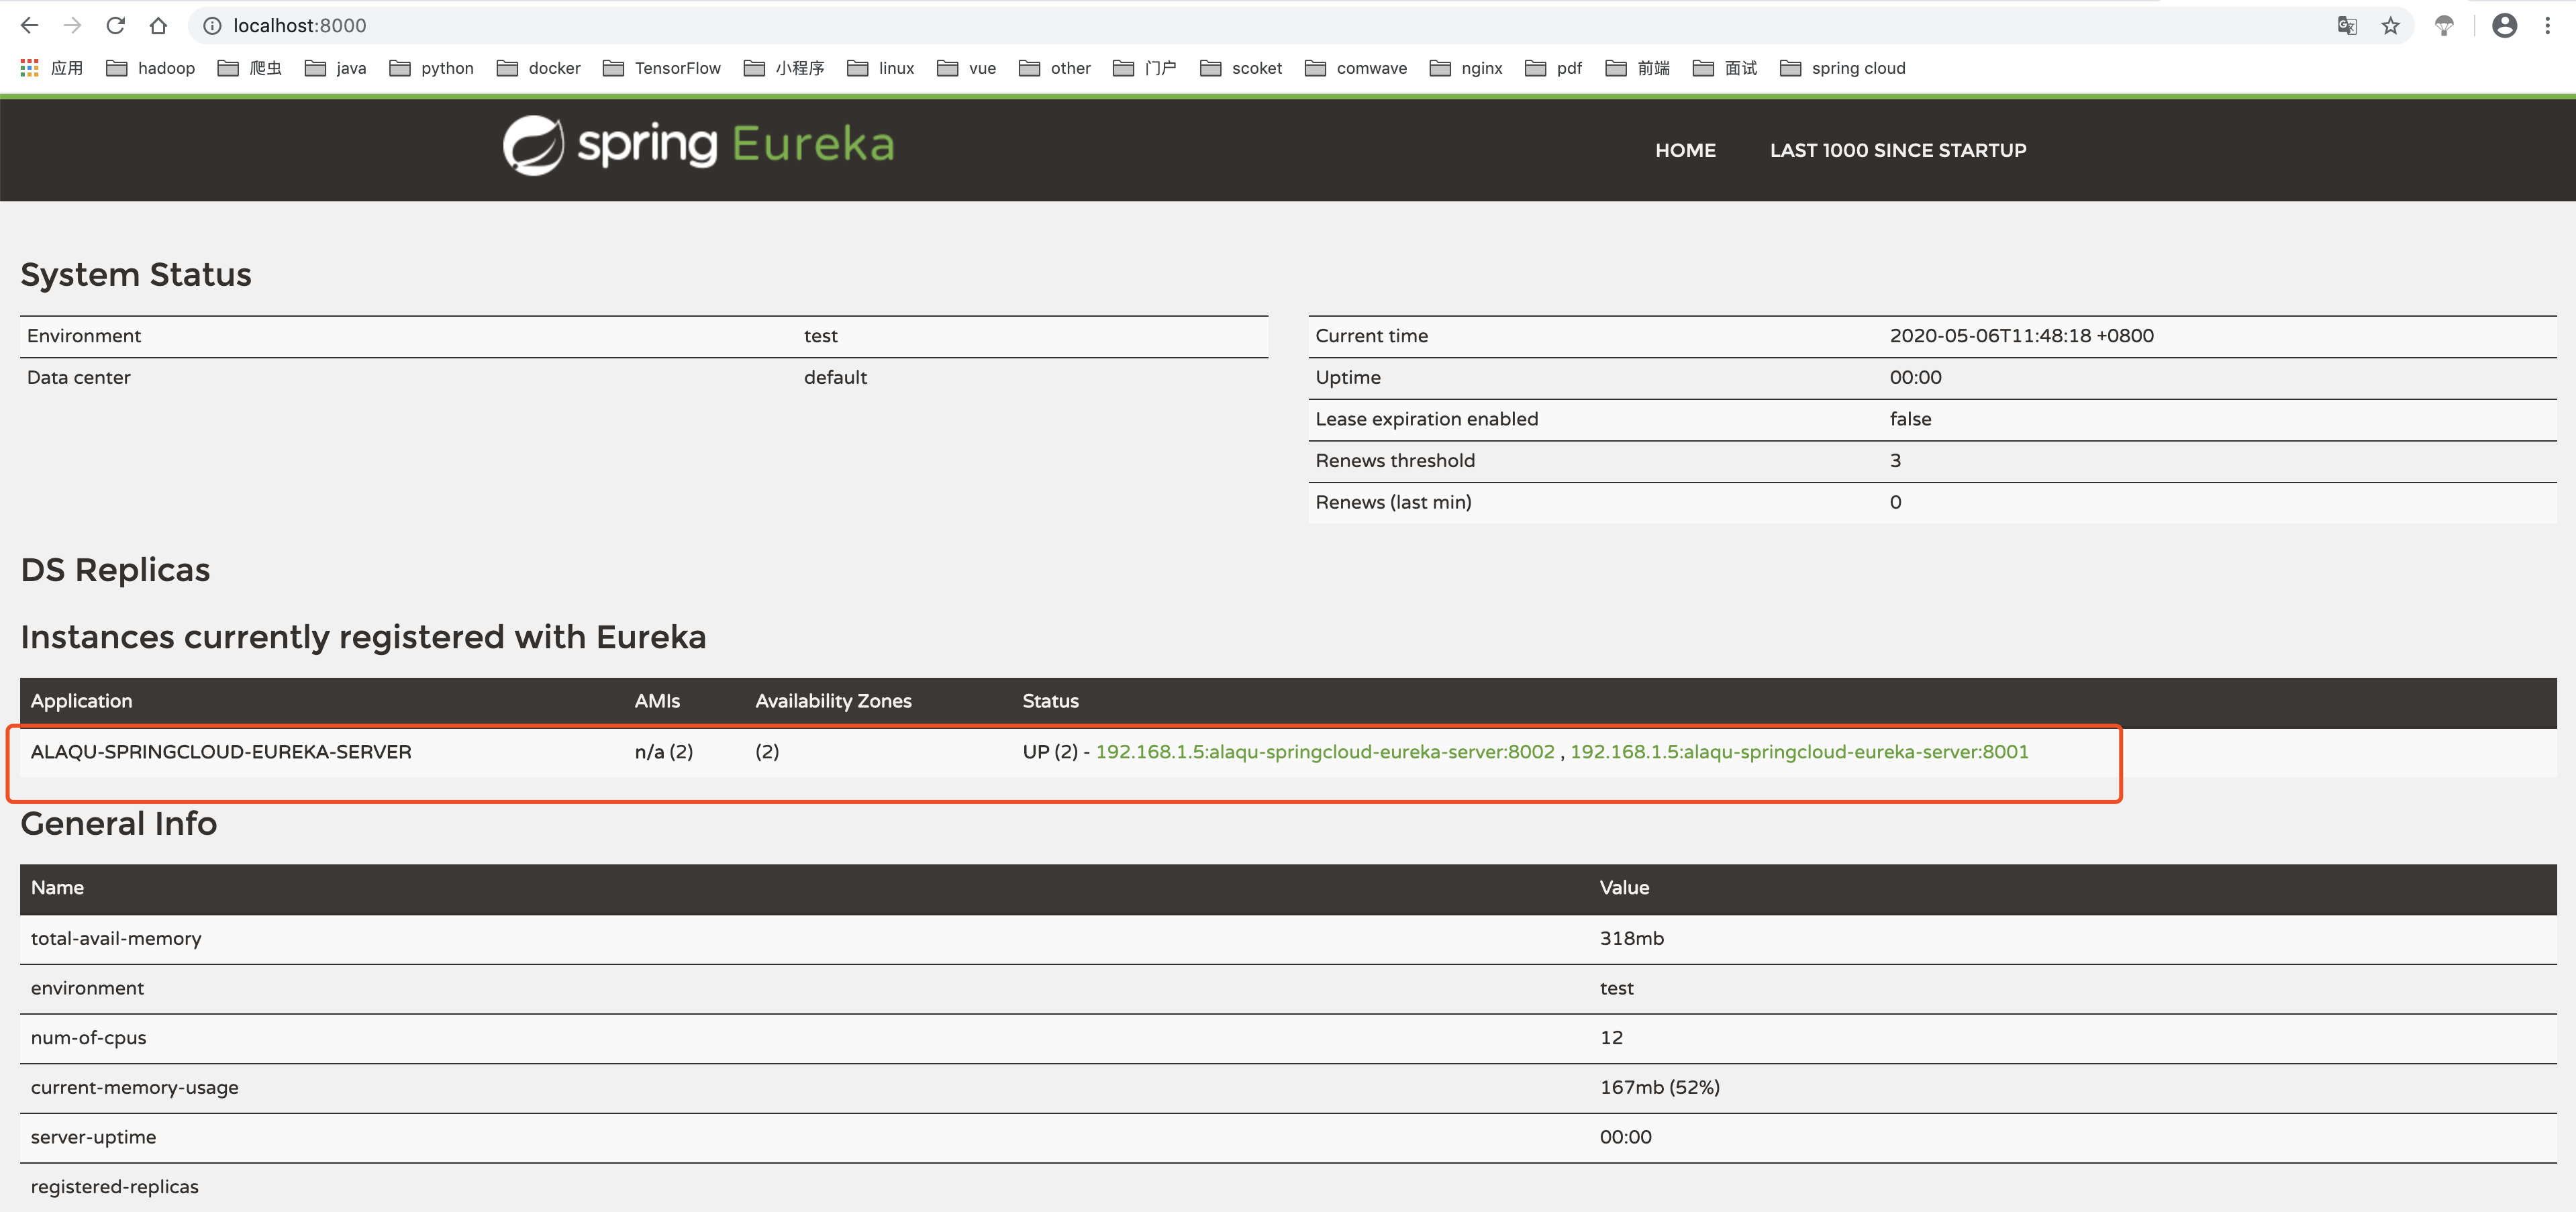 localhost:8000
应用 hadoop 爬虫 java python docker TensorFlow 小程序 linux vue other 门户 scoket comwave nginx pdf 前端 面试 spring cloud
spring Eureka HOME LAST 1000 SINCE STARTUP
System Status
Environment test Current time 2020-05-06T11:48:18 +0800
Data center default Uptime 00:00
Lease expiration enabled false
Renews threshold 3
Renews (last min) 0
DS Replicas
Instances currently registered with Eureka
Application AMIs Availability Zones Status
ALAQU-SPRINGCLOUD-EUREKA-SERVER n/a (2) (2) UP (2) - 192.168.1.5:alaqu-springcloud-eureka-server:8002 , 192.168.1.5:alaqu-springcloud-eureka-server:8001
General Info
Name Value
total-avail-memory 318mb
environment test
num-of-cpus 12
current-memory-usage 167mb (52%)
server-uptime 00:00
registered-replicas